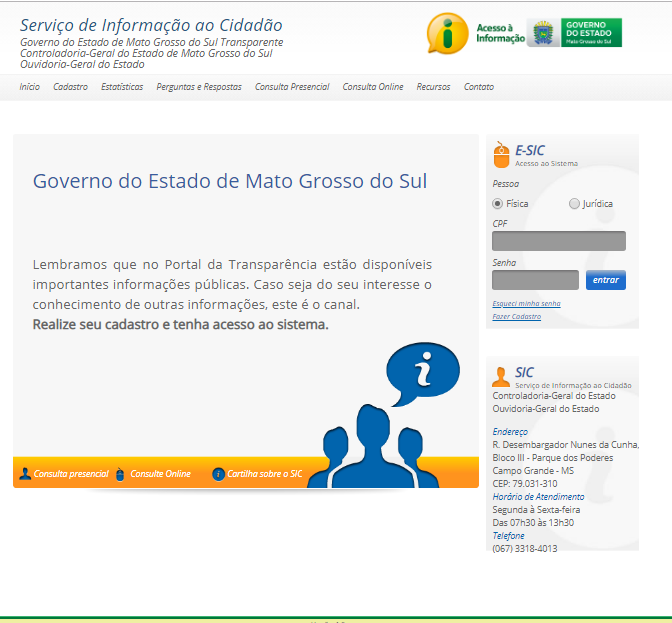 Serviço de Informação ao Cidadão
Governo do Estado de Mato Grosso do Sul Transparente
Controladoria-Geral do Estado de Mato Grosso do Sul
Ouvidoria-Geral do Estado
Acesso à
Informação
GOVERNO
DO ESTADO
Mato Grosso do Sul
Início Cadastro Estatísticas Perguntas e Respostas Consulta Presencial Consulta Online Recursos Contato
Governo do Estado de Mato Grosso do Sul
Lembramos que no Portal da Transparência estão disponíveis
importantes informações públicas. Caso seja do seu interesse o
conhecimento de outras informações, este é o canal.
Realize seu cadastro e tenha acesso ao sistema.
Consulta presencial Consulte Online Cartilha sobre o SIC
E-SIC
Acesso ao Sistema
Pessoa
Física Jurídica
CPF
Senha
entrar
Esqueci minha senha
Fazer Cadastro
SIC
Serviço de Informação ao Cidadão
Controladoria-Geral do Estado
Ouvidoria-Geral do Estado
Endereço
R. Desembargador Nunes da Cunha,
Bloco III - Parque dos Poderes
Campo Grande - MS
CEP: 79.031-310
Horário de Atendimento
Segunda à Sexta-feira
Das 07h30 às 13h30
Telefone
(067) 3318-4013